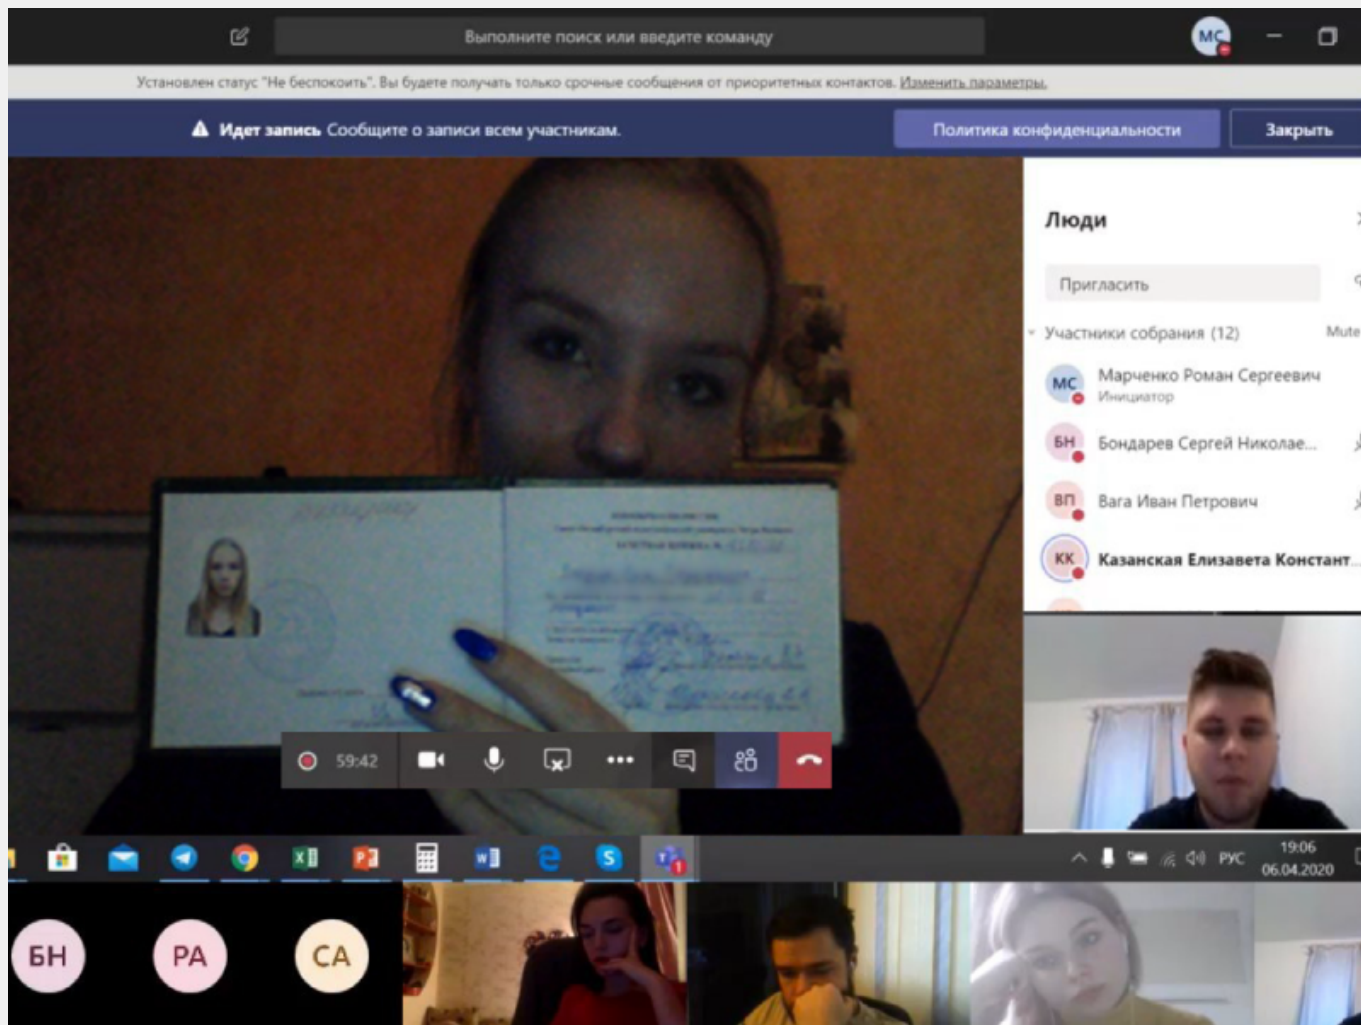 Выполните поиск или введите команду
МС
Установлен статус "Не беспокоить". Вы будете получать только срочные сообщения от приоритетных контактов. Изменить параметры.
Идет запись Сообщите о записи всем участникам.
Политика конфиденциальности
Закрыть
Люди
Пригласить
Участники собрания (12)
Mute
МС
Марченко Роман Сергеевич
Инициатор
БН
Бондарев Сергей Николае...
ВП
Вага Иван Петрович
КК
Казанская Елизавета Констант...
59:42
РУС
19:06
06.04.2020
1
БН
РА
СА